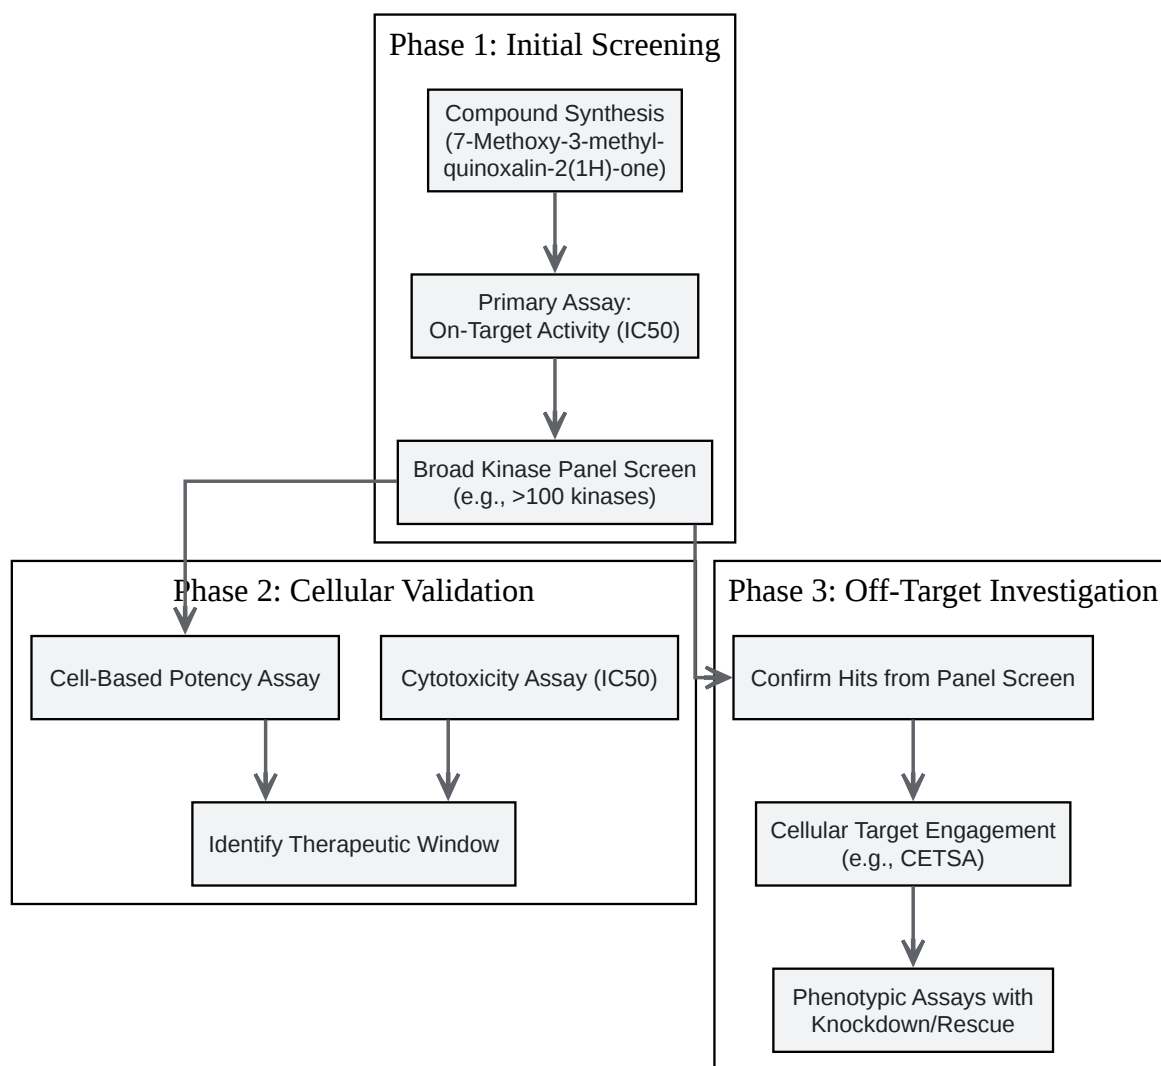 Phase 1: Initial Screening
Compound Synthesis
(7-Methoxy-3-methyl-
quinoxalin-2(1H)-one)
Primary Assay:
On-Target Activity (IC50)
Broad Kinase Panel Screen
(e.g., >100 kinases)
Phase 2: Cellular Validation
Cell-Based Potency Assay
Cytotoxicity Assay (IC50)
Identify Therapeutic Window
Phase 3: Off-Target Investigation
Confirm Hits from Panel Screen
Cellular Target Engagement
(e.g., CETSA)
Phenotypic Assays with
Knockdown/Rescue